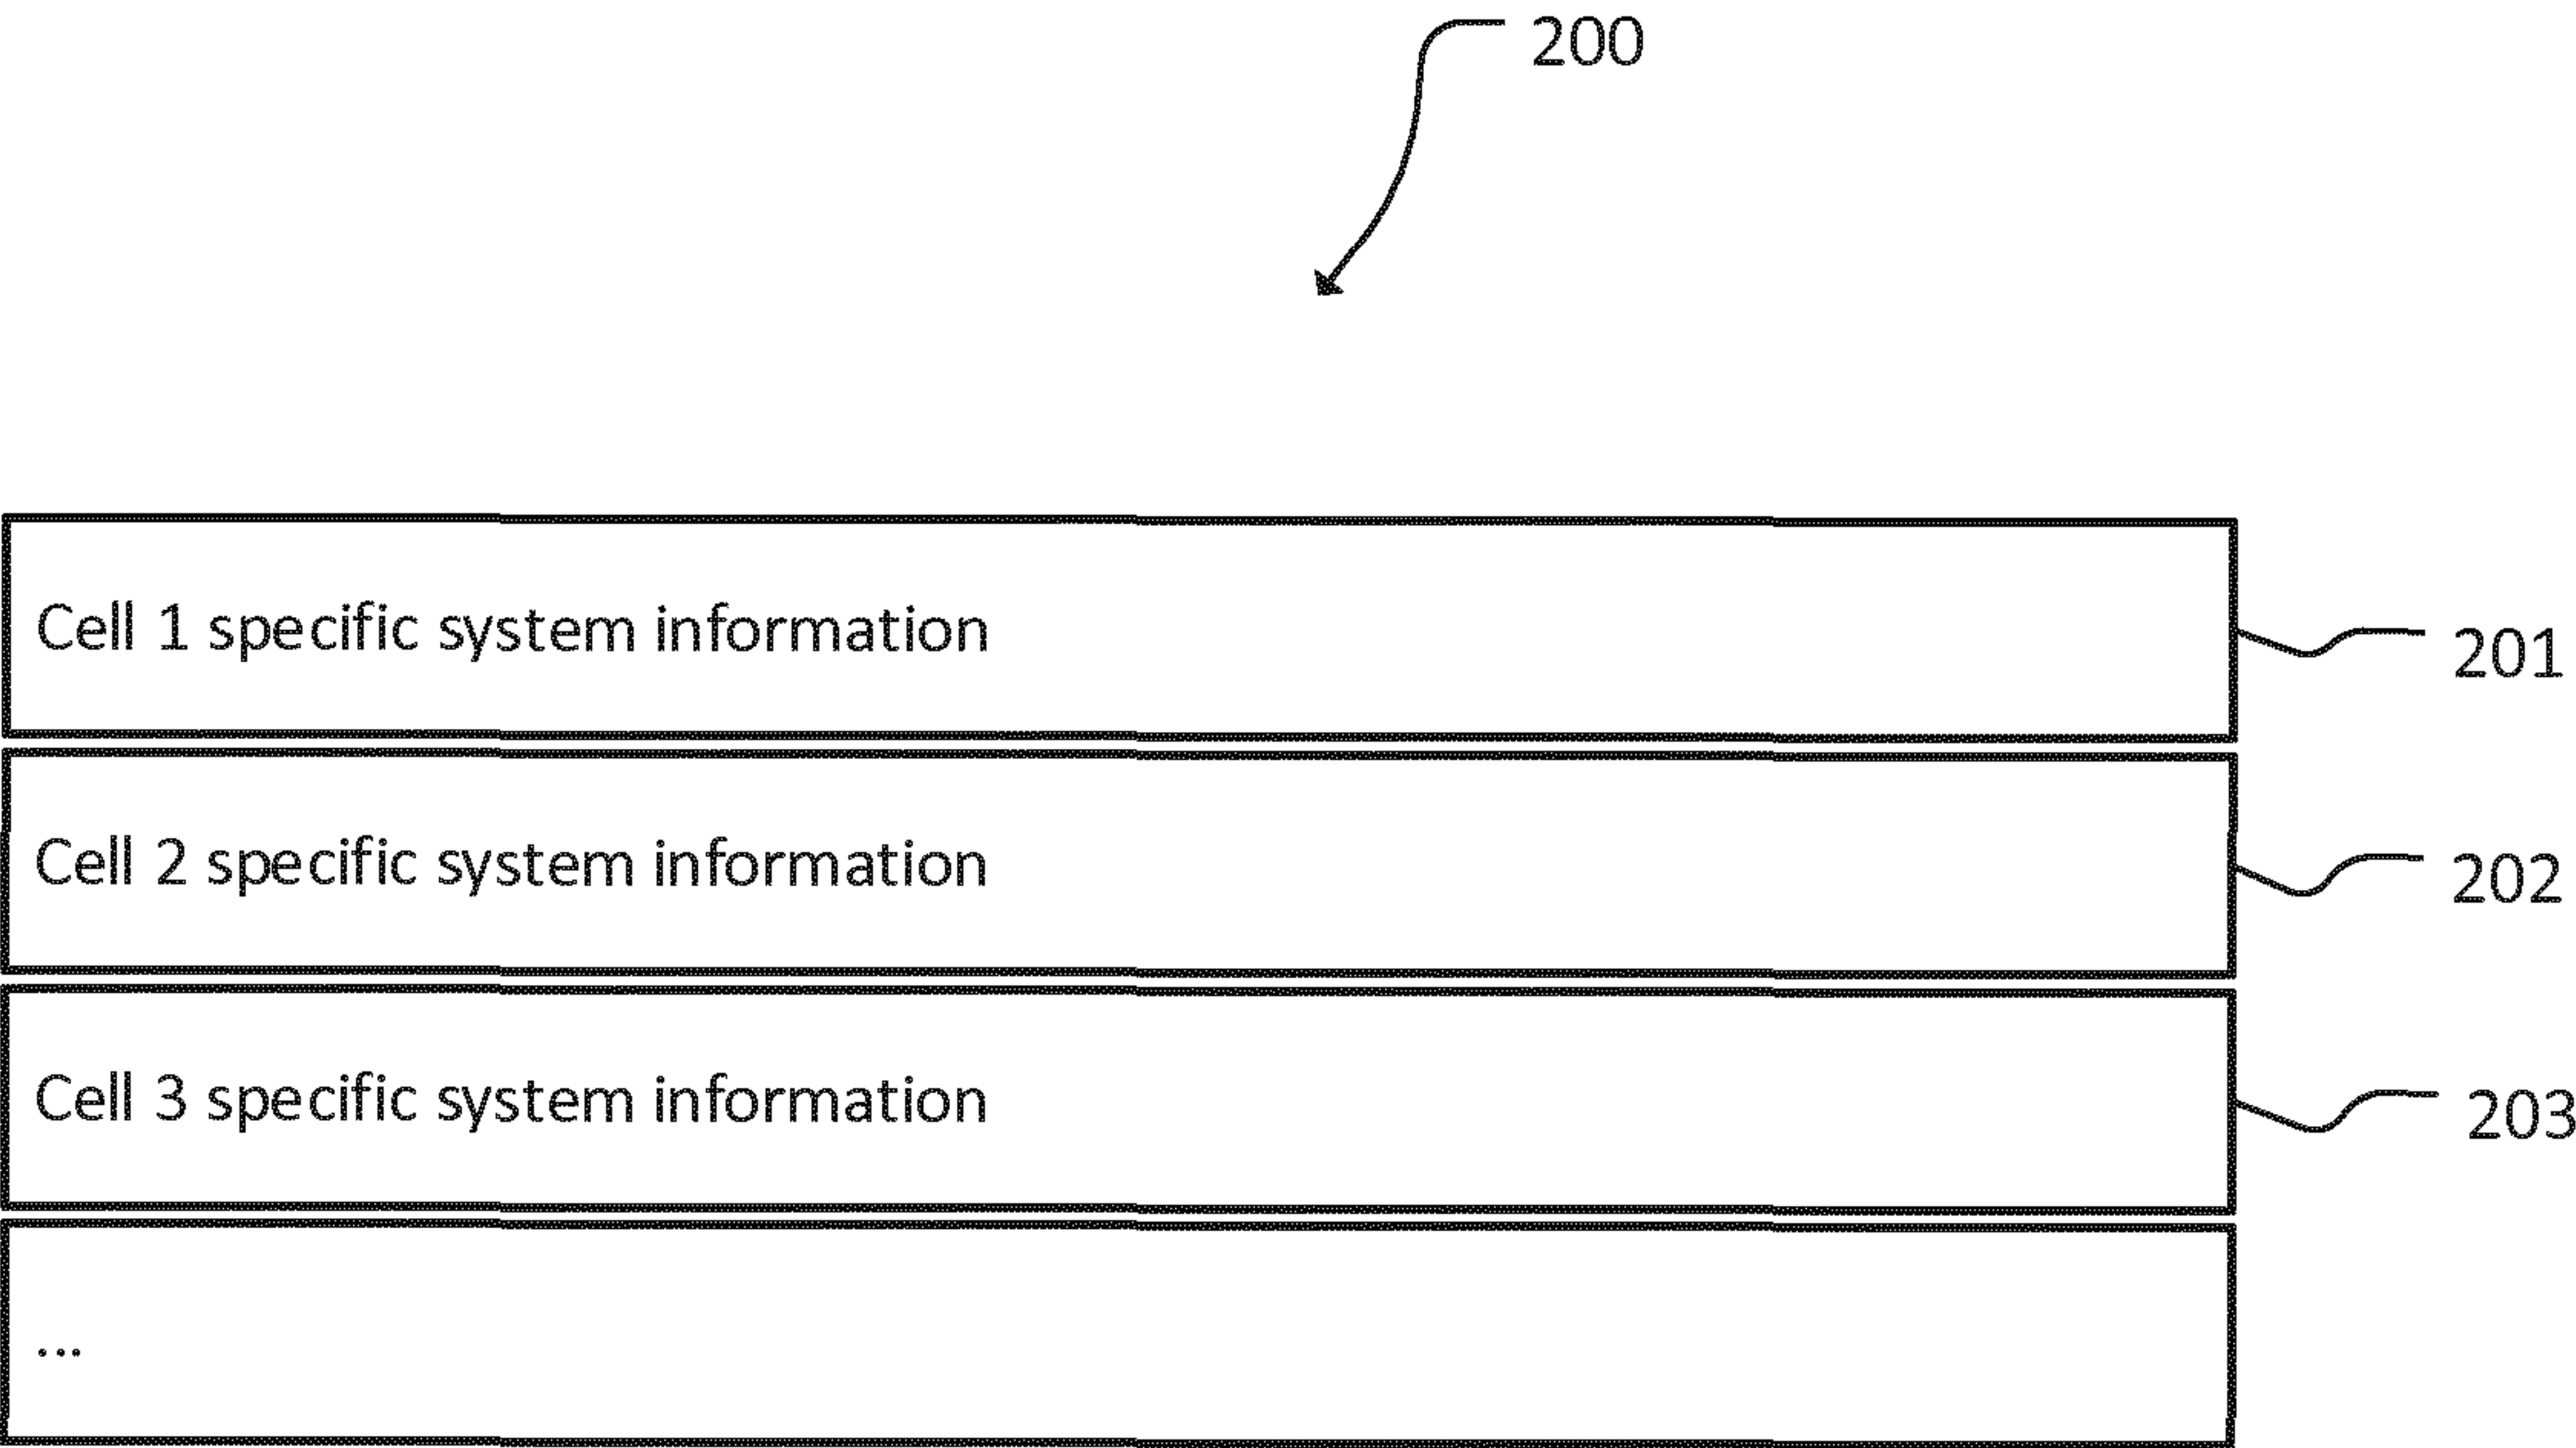 200
Cell 1 specific system information
201
Cell 2 specific system information
202
Cell 3 specific system information
203
...